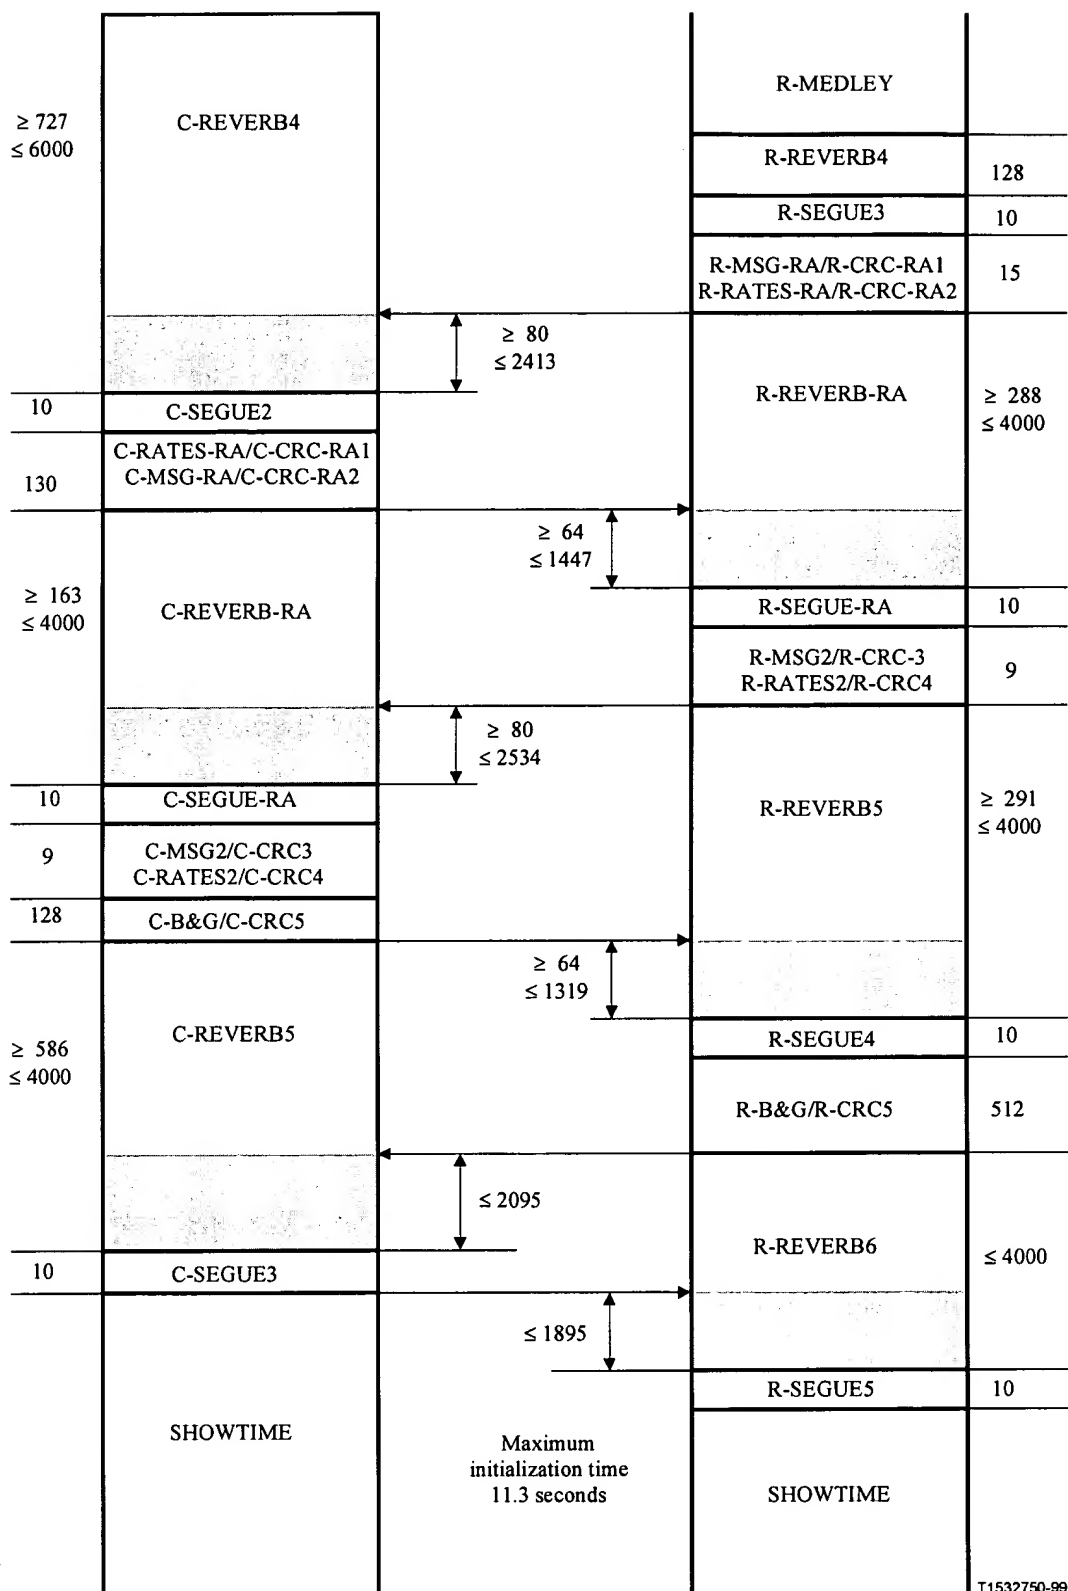 R-MEDLEY
C-REVERB4
≥ 727
≤ 6000
R-REVERB4
128
R-SEGUE3
10
R-MSG-RA/R-CRC-RA1
R-RATES-RA/R-CRC-RA2
15
≥ 80
≤ 2413
R-REVERB-RA
≥ 288
≤ 4000
10
C-SEGUE2
C-RATES-RA/C-CRC-RA1
C-MSG-RA/C-CRC-RA2
130
≥ 64
≤ 1447
≥ 163
≤ 4000
C-REVERB-RA
R-SEGUE-RA
10
R-MSG2/R-CRC-3
R-RATES2/R-CRC4
9
≥ 80
≤ 2534
10
C-SEGUE-RA
R-REVERB5
≥ 291
≤ 4000
9
C-MSG2/C-CRC3
C-RATES2/C-CRC4
128
C-B&G/C-CRC5
≥ 64
≤ 1319
C-REVERB5
≥ 586
≤ 4000
R-SEGUE4
10
R-B&G/R-CRC5
512
≤ 2095
R-REVERB6
≤ 4000
10
C-SEGUE3
≤ 1895
R-SEGUE5
10
SHOWTIME
Maximum
initialization time
11.3 seconds
SHOWTIME
T1532750-99